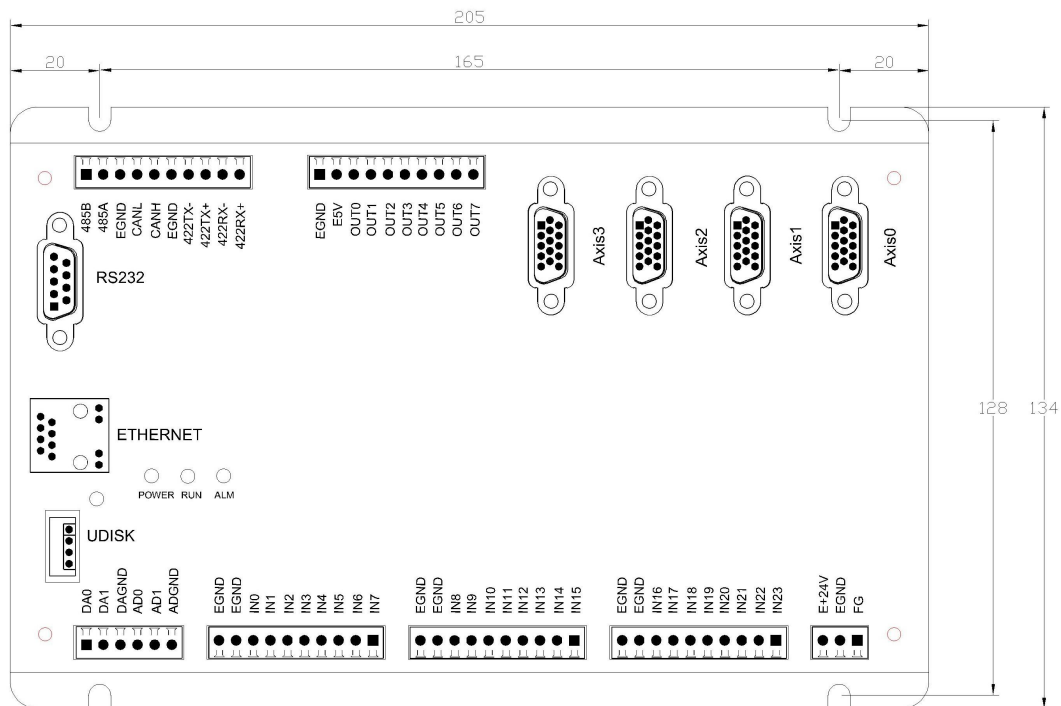 205
20
165
20
485B
485A
EGND
CANL
CANH
EGND
422TX-
422TX+
422RX-
422RX+
EGND
E5V
OUT0
OUT1
OUT2
OUT3
OUT4
OUT5
OUT6
OUT7
RS232
Axis3
Axis2
Axis1
Axis0
128
134
ETHERNET
POWER RUN ALM
UDISK
DA0
DA1
DAGND
AD0
AD1
ADGND
EGND
EGND
IN0
IN1
IN2
IN3
IN4
IN5
IN6
IN7
EGND
EGND
IN8
IN9
IN10
IN11
IN12
IN13
IN14
IN15
EGND
EGND
IN16
IN17
IN18
IN19
IN20
IN21
IN22
IN23
E+24V
EGND
FG